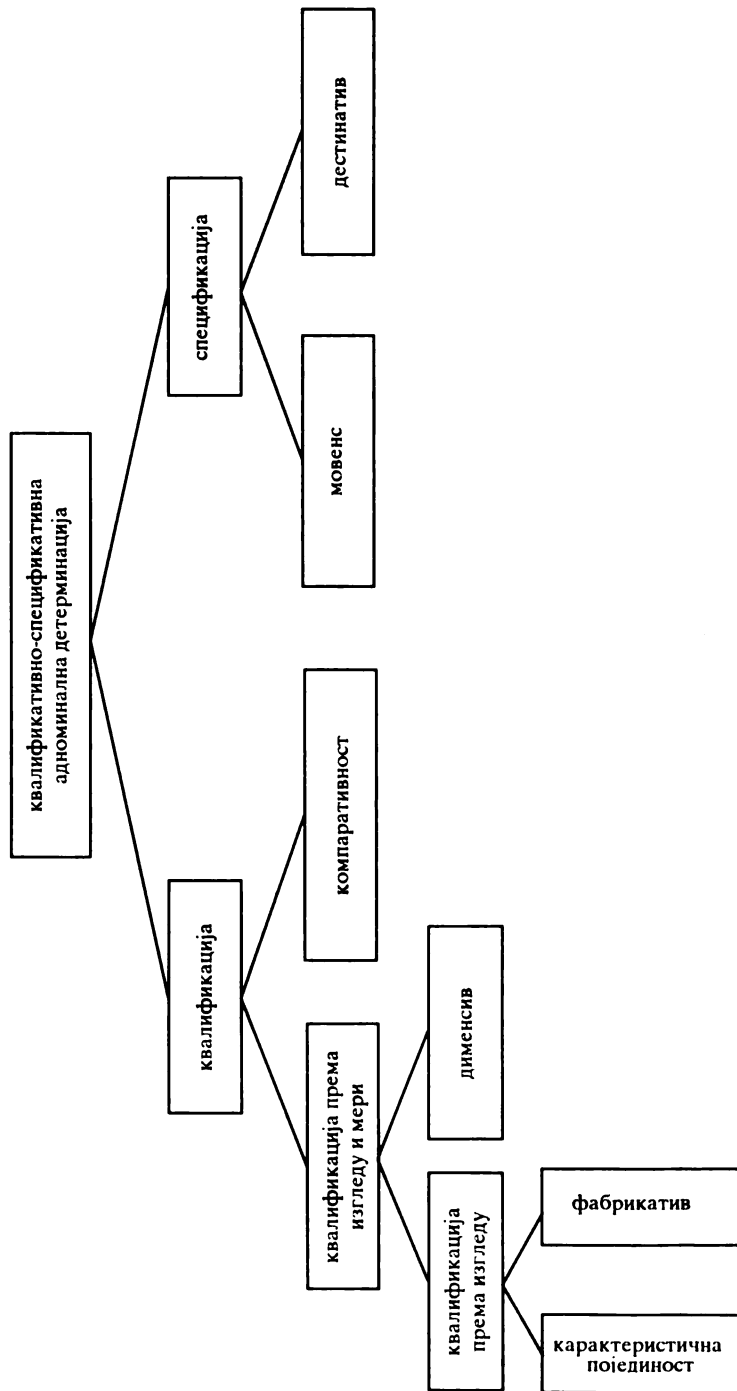 квалификативно-спецификативна
адноминална детерминација
квалификација
спецификација
квалификација према
изгледу и мери
компаративност
мовенс
дестинатив
квалификација
према изгледу
дименсив
карактеристична
појединост
фабрикатив